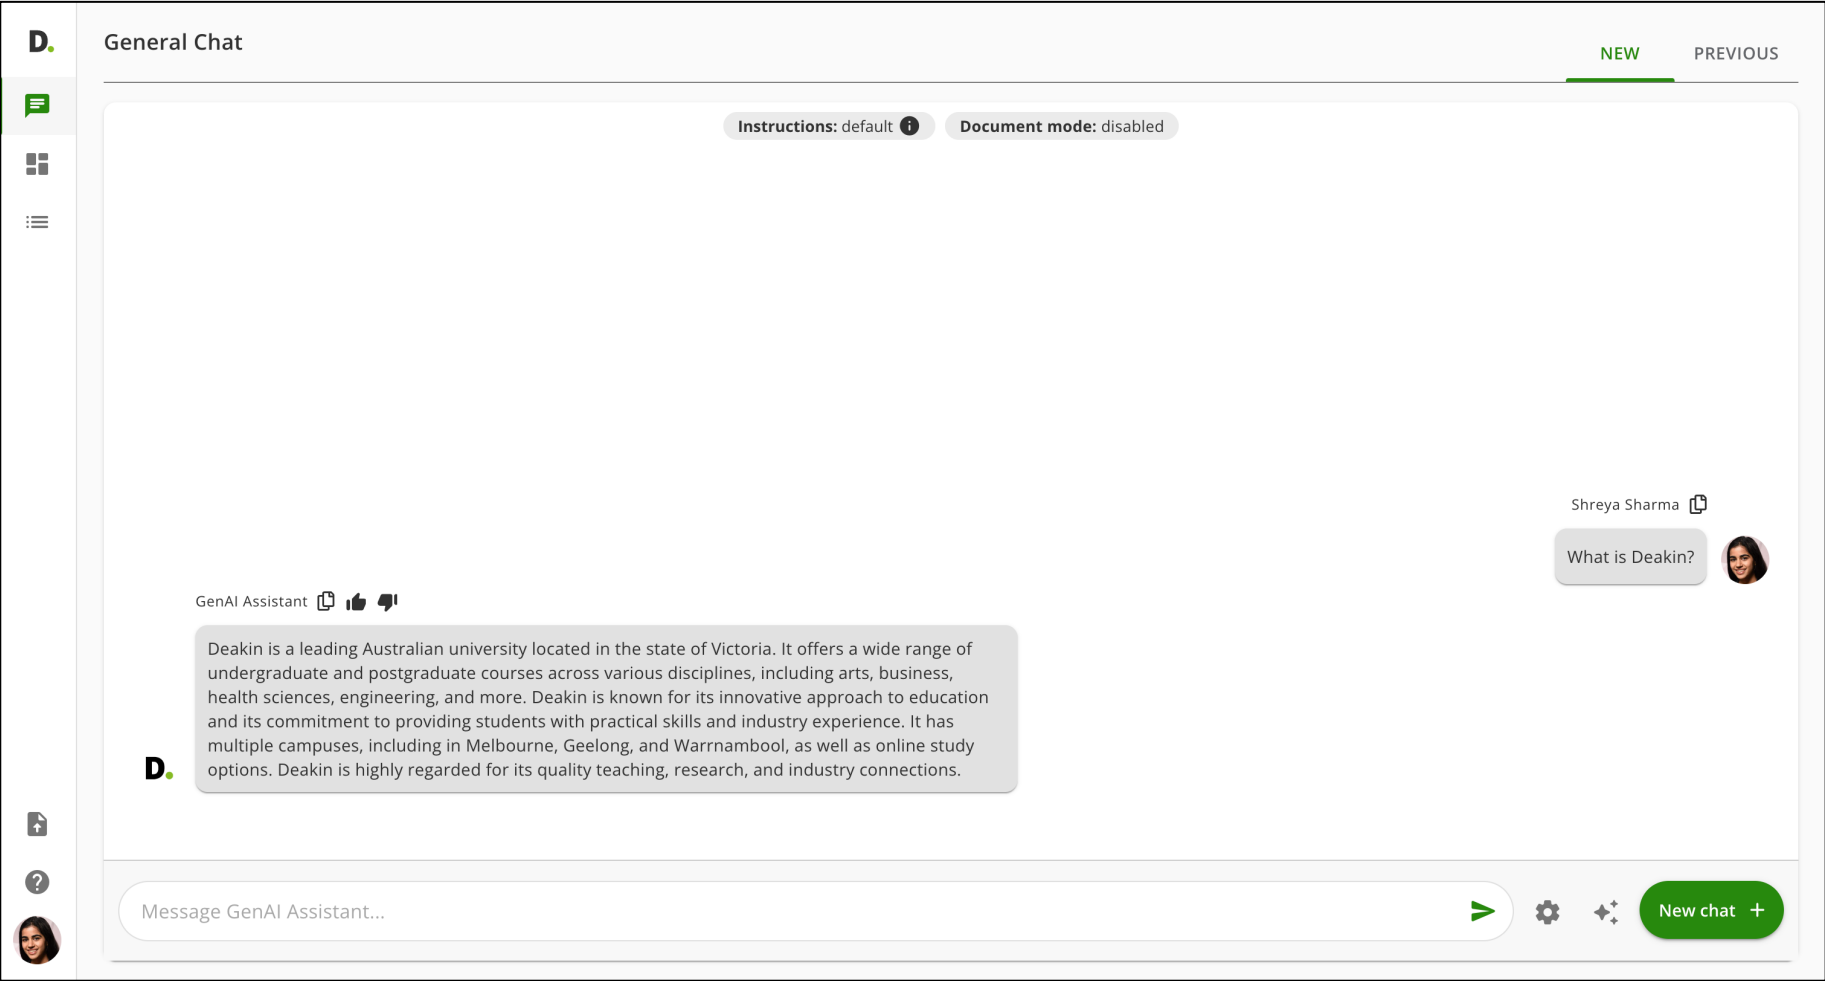 D.
General Chat
NEW
PREVIOUS
Instructions: default
Document mode: disabled
Shreya Sharma
What is Deakin?
GenAI Assistant
Deakin is a leading Australian university located in the state of Victoria. It offers a wide range of
undergraduate and postgraduate courses across various disciplines, including arts, business,
health sciences, engineering, and more. Deakin is known for its innovative approach to education
and its commitment to providing students with practical skills and industry experience. It has
multiple campuses, including in Melbourne, Geelong, and Warrnambool, as well as online study
options. Deakin is highly regarded for its quality teaching, research, and industry connections.
D.
Message GenAI Assistant...
New chat +